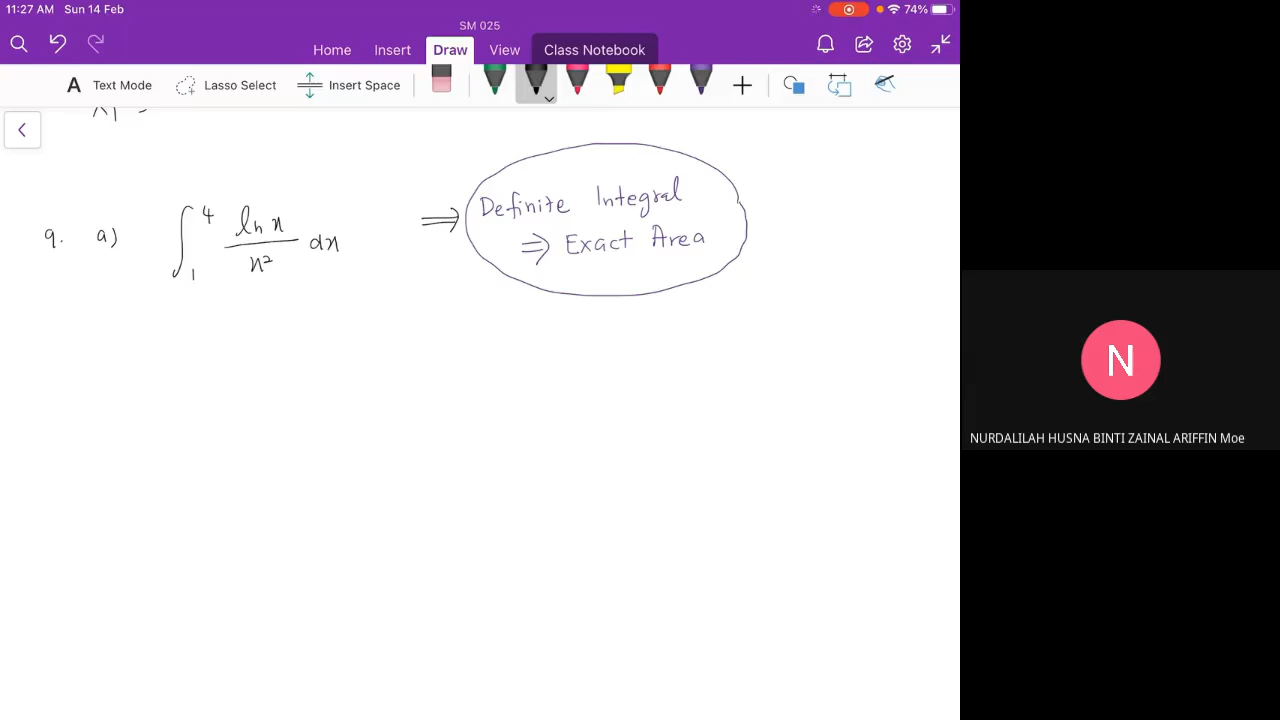 11:27 AM Sun 14 Feb
74%
SM 025
Home Insert Draw View Class Notebook
A Text Mode Lasso Select Insert Space
x₁ =
9. a) ∫₁⁴ ln x / x² dx ⇒ Definite Integral
⇒ Exact Area
N
NURDALILAH HUSNA BINTI ZAINAL ARIFFIN Moe